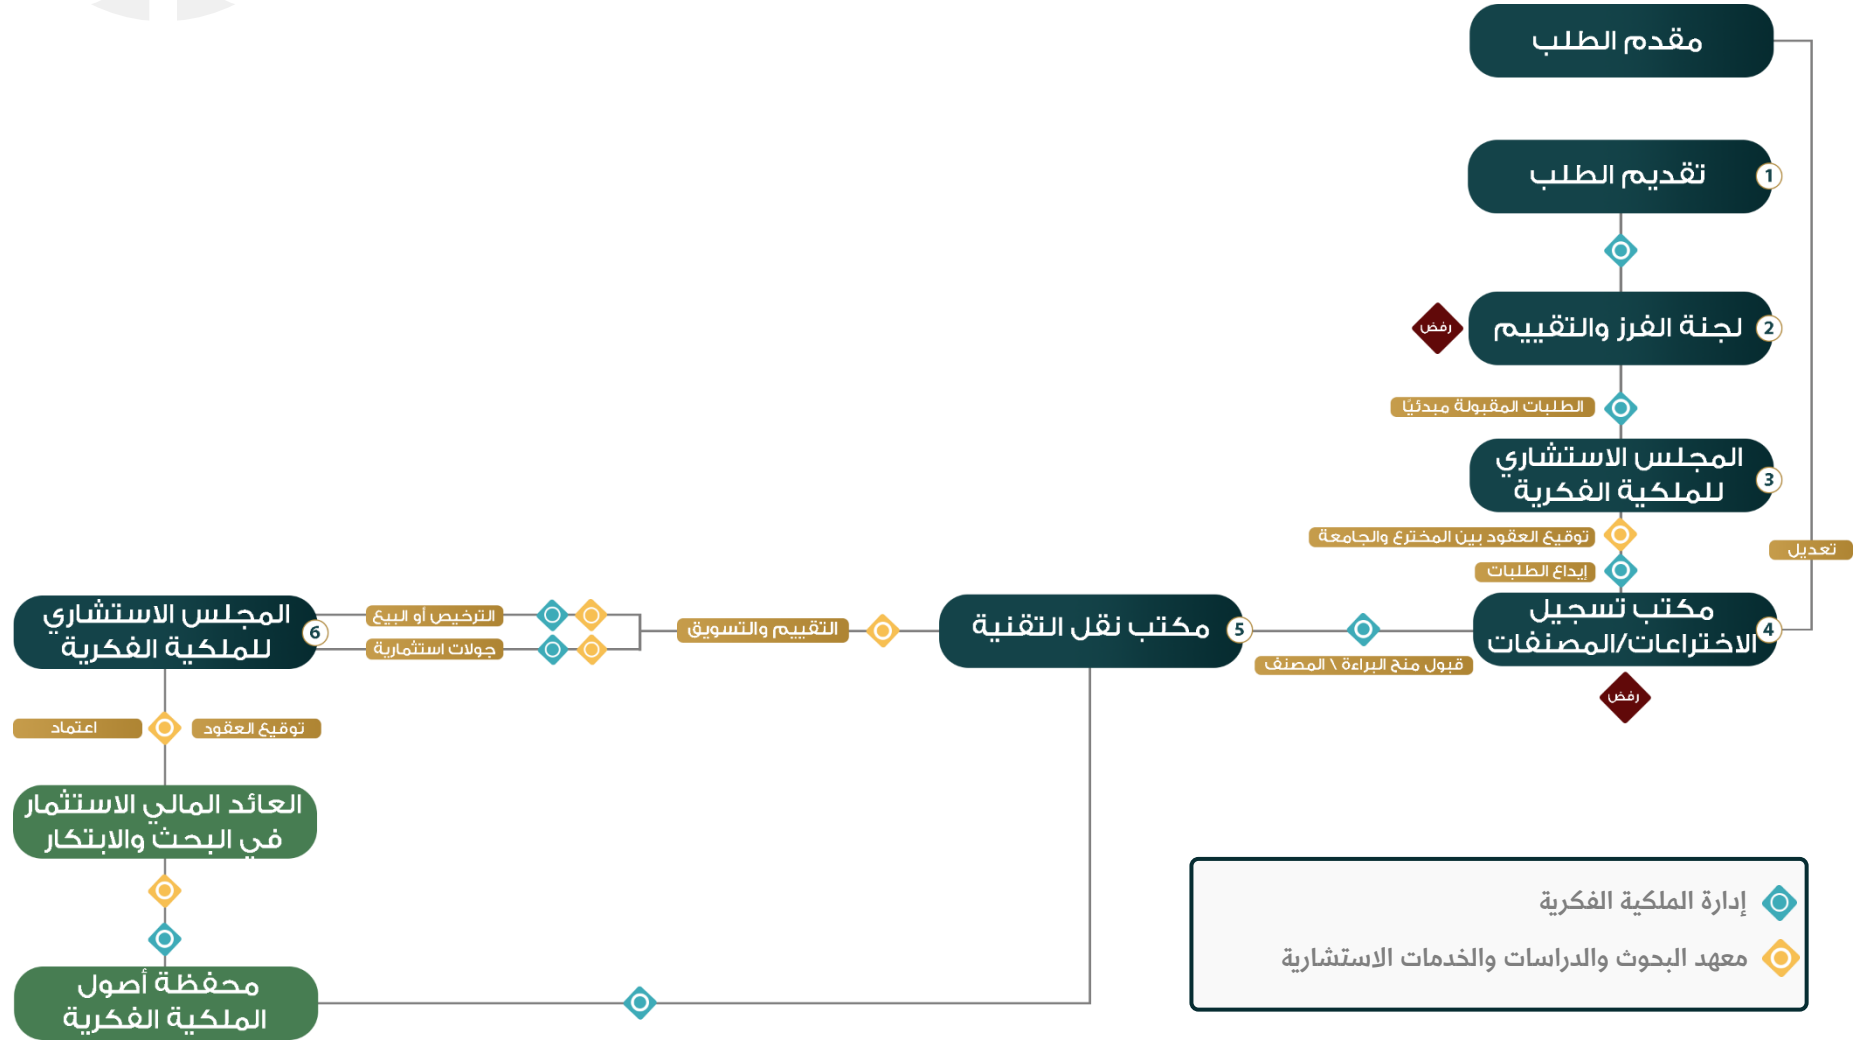 مقدم الطلب
تقديم الطلب
1
لجنة الفرز والتقييم
2
رفض
الطلبات المقبولة مبدئيًا
المجلس الاستشاري
للملكية الفكرية
3
توقيع العقود بين المخترع والجامعة
إيداع الطلبات
تعديل
مكتب تسجيل
الاختراعات/المصنفات
4
رفض
قبول منح البراءة \ المصنف
مكتب نقل التقنية
5
التقييم والتسويق
الترخيص أو البيع
جولات استثمارية
المجلس الاستشاري
للملكية الفكرية
6
توقيع العقود
اعتماد
العائد المالي الاستثمار
في البحث والابتكار
محفظة أصول
الملكية الفكرية
إدارة الملكية الفكرية
معهد البحوث والدراسات والخدمات الاستشارية